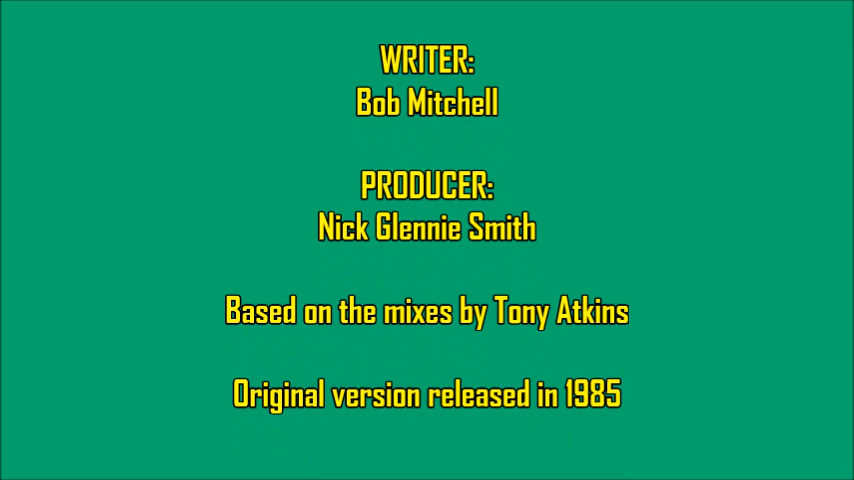 WRITER:
Bob Mitchell
PRODUCER:
Nick Glennie Smith
Based on the mixes by Tony Atkins
Original version released in 1985